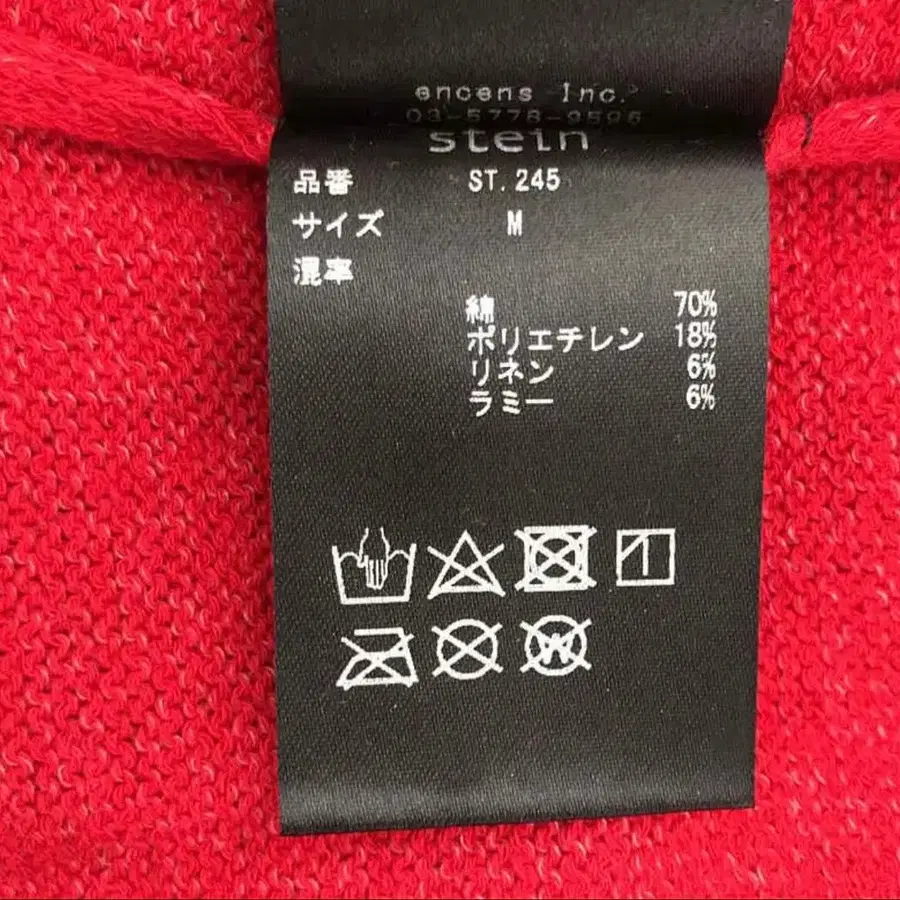 encens Inc.
03-5778-9596
stein
品番 ST.245
サイズ M
混率
綿 70%
ポリエチレン 18%
リネン 6%
ラミー 6%
W